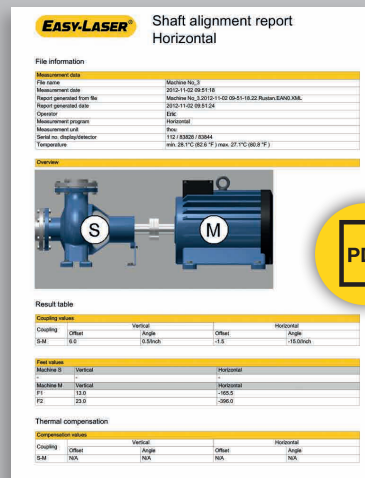 EASY-LASER®
Shaft alignment report
Horizontal
File information
Measurement data
File name Machine No_3
Measurement date 2012-11-02 09:51:18
Report generated from file Machine No_3.2012-11-02 09-51-18.22.Ruslan.EAN0.XML
Report generated date 2012-11-02 09:51:24
Operator Eric
Measurement program Horizontal
Measurement unit thou
Serial no. display/detector 112 / 83826 / 83844
Temperature min. 28.1°C (82.6 °F ) max. 27.1°C (80.8 °F )
Overview
S M
PD
Result table
Coupling values
Coupling Vertical Horizontal
Offset Angle Offset Angle
S-M 6.0 0.5/inch -1.5 -15.0/inch
Feet values
Machine S Vertical Horizontal
- - -
Machine M Vertical Horizontal
F1 13.0 -165.5
F2 23.0 -396.0
Thermal compensation
Compensation values
Coupling Vertical Horizontal
Offset Angle Offset Angle
S-M N/A N/A N/A N/A